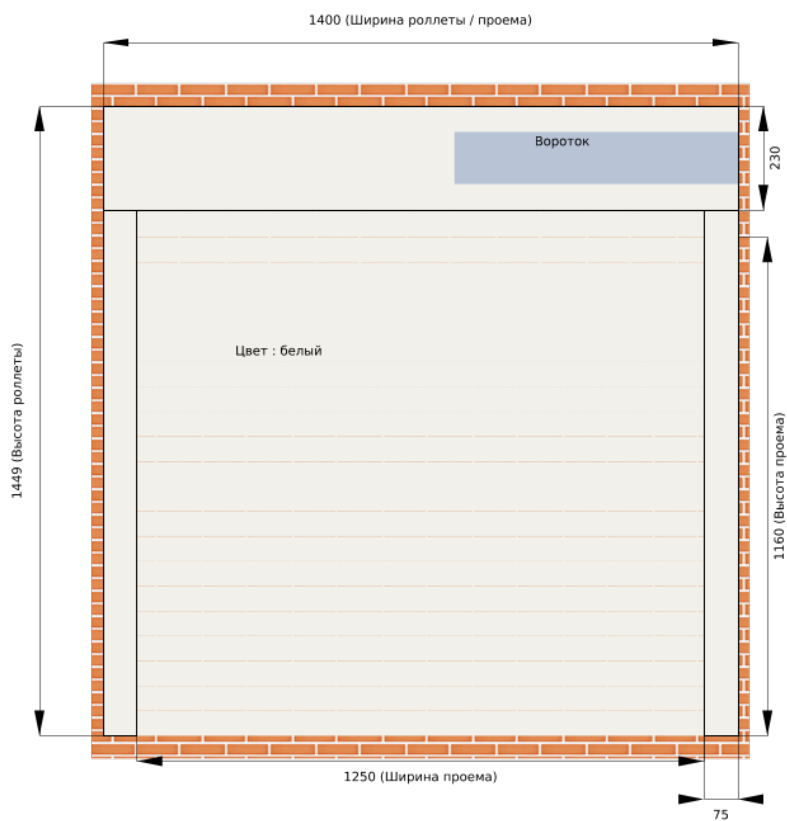 1400 (Ширина роллеты / проема)
Вороток
230
Цвет : белый
1449 (Высота роллеты)
1160 (Высота проема)
1250 (Ширина проема)
75